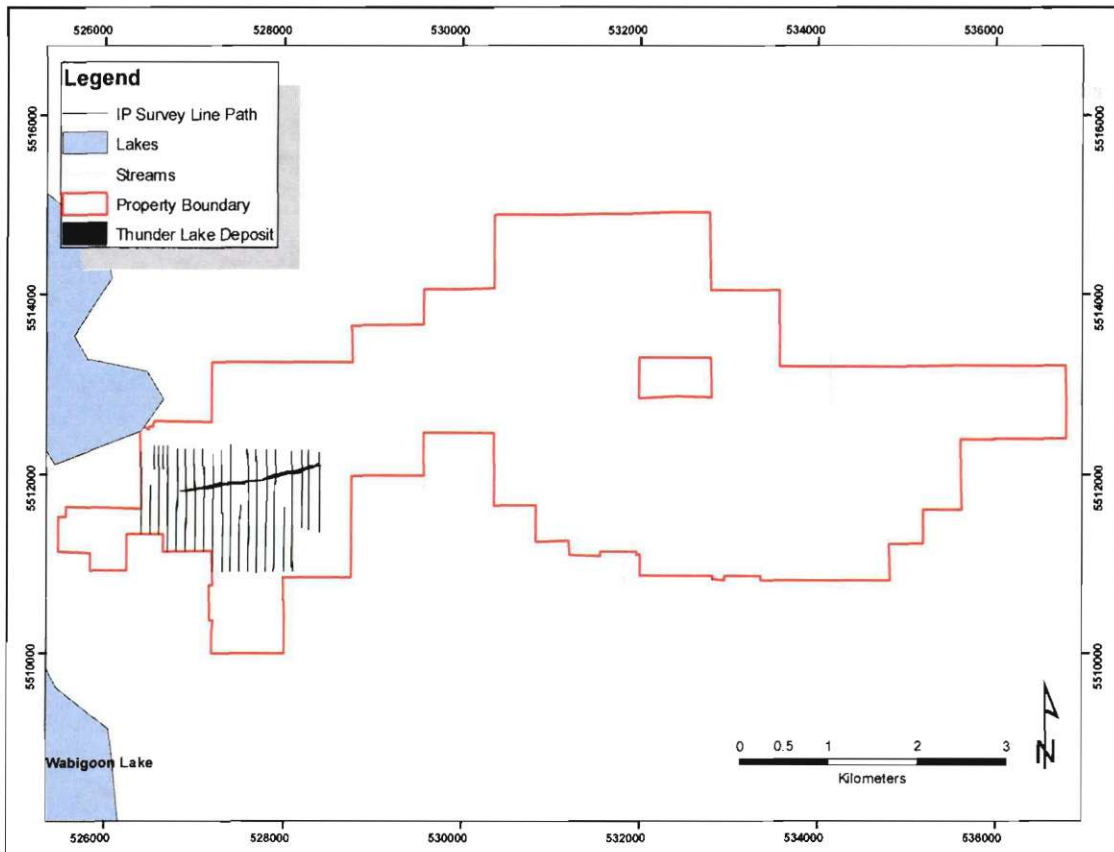 526000 528000 530000 532000 534000 536000
Legend
IP Survey Line Path
Lakes
Streams
Property Boundary
Thunder Lake Deposit
5516000 5516000
5514000 5514000
5512000 5512000
5510000 5510000
N
0 0.5 1 2 3
Kilometers
Wabigoon Lake
526000 528000 530000 532000 534000 536000